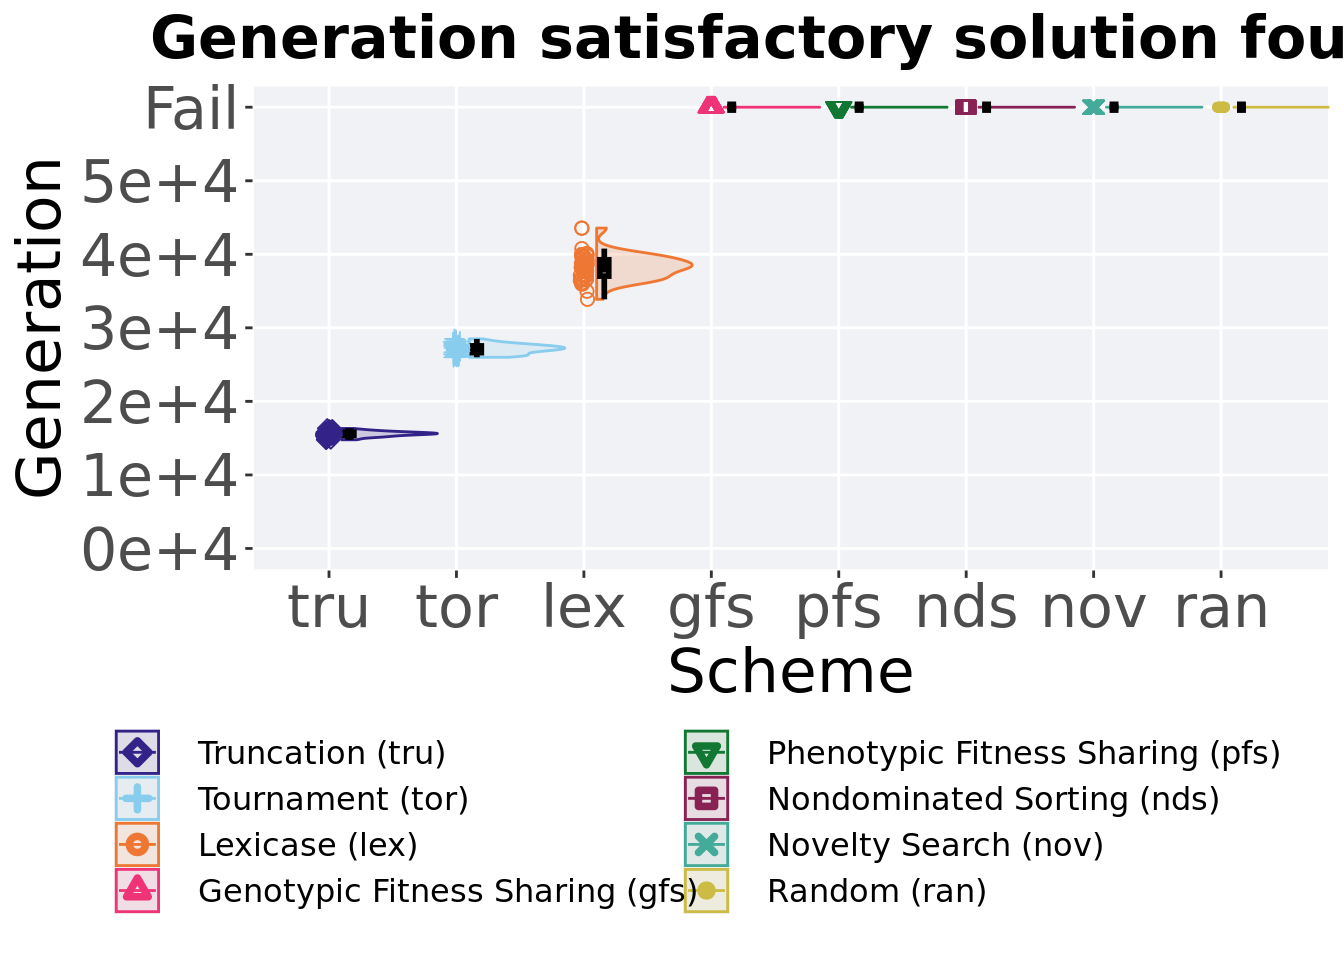 Generation satisfactory solution fou
Generation
Fail
5e+4
4e+4
3e+4
2e+4
1e+4
0e+4
tru tor lex gfs pfs nds nov ran
Scheme
Truncation (tru)
Tournament (tor)
Lexicase (lex)
Genotypic Fitness Sharing (gfs)
Phenotypic Fitness Sharing (pfs)
Nondominated Sorting (nds)
Novelty Search (nov)
Random (ran)